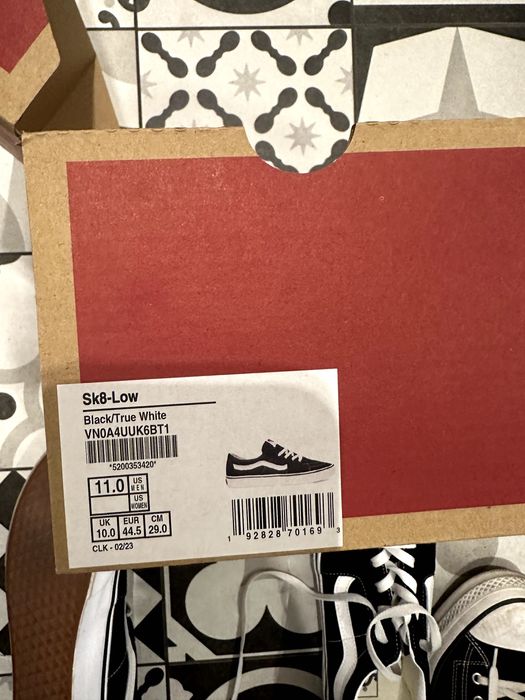 Sk8-Low
Black/True White
VN0A4UUK6BT1
*5200353420*
11.0 US MEN
US WOMEN
UK EUR CM
10.0 44.5 29.0
CLK - 02/23
1 92828 70169 3